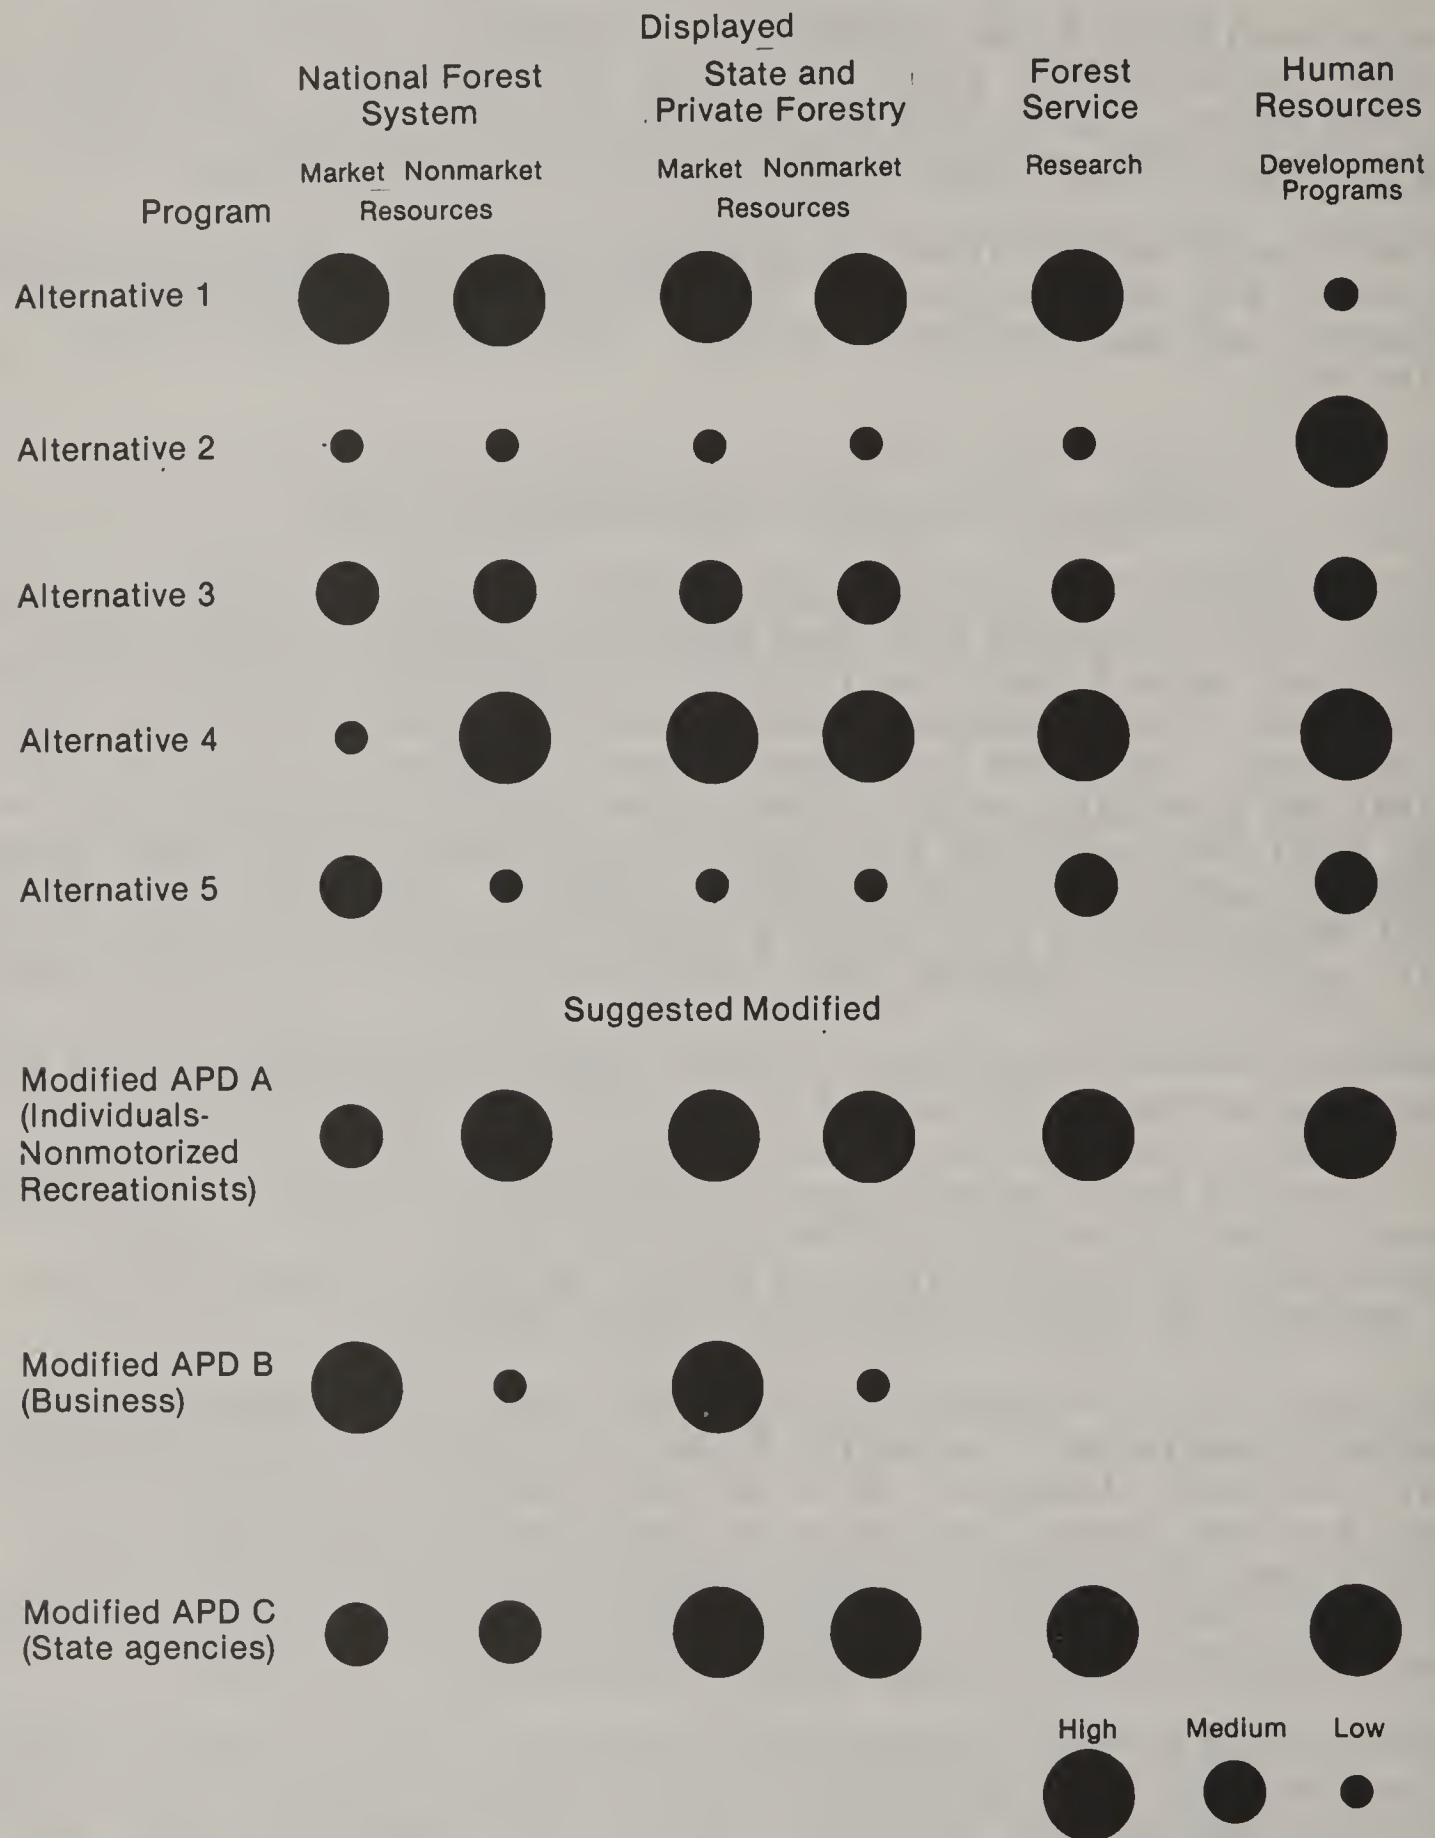 Displayed
National Forest System
State and Private Forestry
Forest Service
Human Resources
Market Nonmarket
Market Nonmarket
Research
Development Programs
Program
Resources
Resources
Alternative 1
Alternative 2
Alternative 3
Alternative 4
Alternative 5
Suggested Modified
Modified APD A
(Individuals-
Nonmotorized
Recreationists)
Modified APD B
(Business)
Modified APD C
(State agencies)
High Medium Low